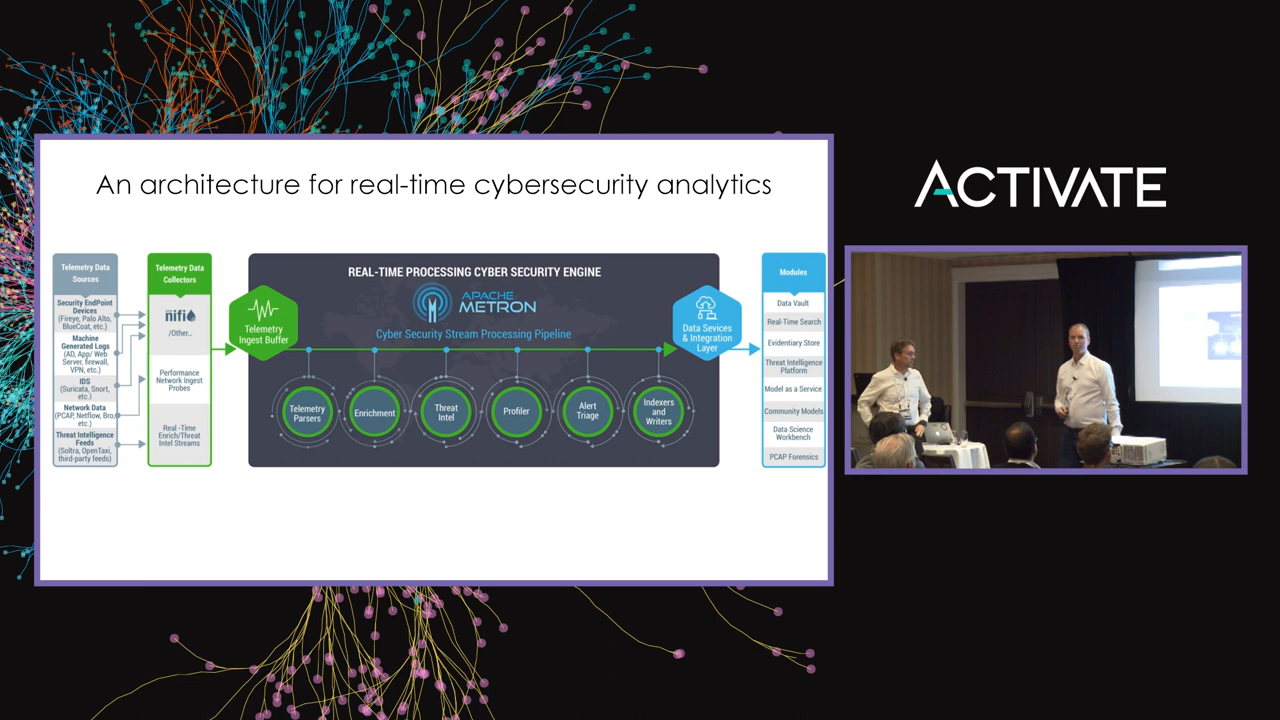 An architecture for real-time cybersecurity analytics
Telemetry Data
Sources
Security EndPoint
Devices
(Fireye, Palo Alto,
BlueCoat, etc.)
Machine
Generated Logs
(AD, App/ Web
Server, firewall,
VPN, etc.)
IDS
(Suricata, Snort,
etc.)
Network Data
(PCAP, Netflow, Bro,
etc.)
Threat Intelligence
Feeds
(Soltra, OpenTaxi,
third-party feeds)
Telemetry Data
Collectors
nifi
/Other...
Performance
Network Ingest
Probes
Real -Time
Enrich/Threat
Intel Streams
Telemetry
Ingest Buffer
REAL-TIME PROCESSING CYBER SECURITY ENGINE
APACHE
METRON
Cyber Security Stream Processing Pipeline
Telemetry
Parsers
Enrichment
Threat
Intel
Profiler
Alert
Triage
Indexers
and
Writers
Data Sevices
& Integration
Layer
Modules
Data Vault
Real-Time Search
Evidentiary Store
Threat Intelligence
Platform
Model as a Service
Community Models
Data Science
Workbench
PCAP Forensics
ACTIVATE